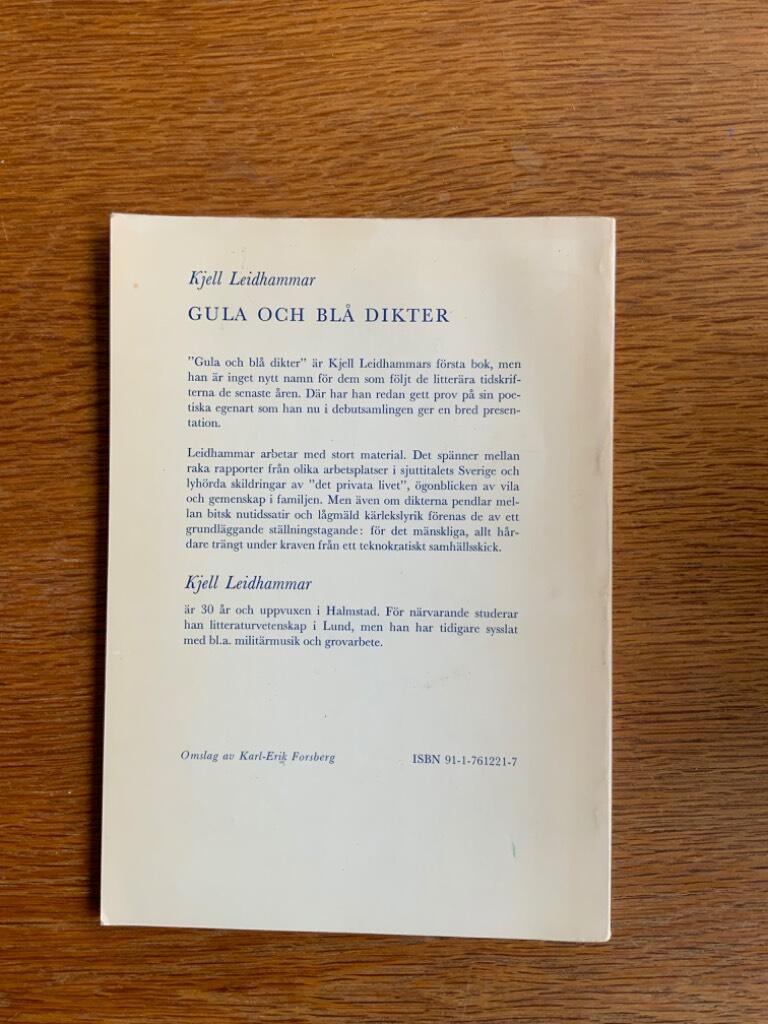 Kjell Leidhammar
GULA OCH BLÅ DIKTER
"Gula och blå dikter" är Kjell Leidhammars första bok, men
han är inget nytt namn för dem som följt de litterära tidskrif-
terna de senaste åren. Där har han redan gett prov på sin poe-
tiska egenart som han nu i debutsamlingen ger en bred presen-
tation.
Leidhammar arbetar med stort material. Det spänner mellan
raka rapporter från olika arbetsplatser i sjuttitalets Sverige och
lyhörda skildringar av "det privata livet", ögonblicken av vila
och gemenskap i familjen. Men även om dikterna pendlar mel-
lan bitsk nutidssatir och lågmäld kärlekslyrik förenas de av ett
grundläggande ställningstagande: för det mänskliga, allt hår-
dare trängt under kraven från ett teknokratiskt samhällsskick.
Kjell Leidhammar
är 30 år och uppvuxen i Halmstad. För närvarande studerar
han litteraturvetenskap i Lund, men han har tidigare sysslat
med bl.a. militärmusik och grovarbete.
Omslag av Karl-Erik Forsberg
ISBN 91-1-761221-7